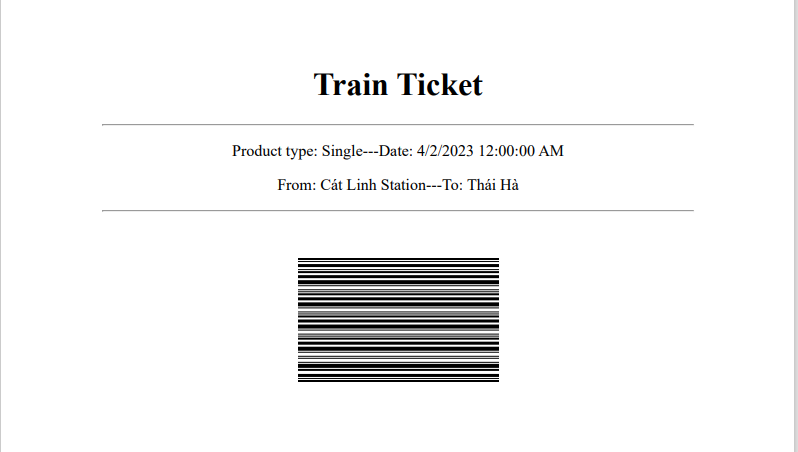 Train Ticket
Product type: Single---Date: 4/2/2023 12:00:00 AM
From: Cát Linh Station---To: Thái Hà